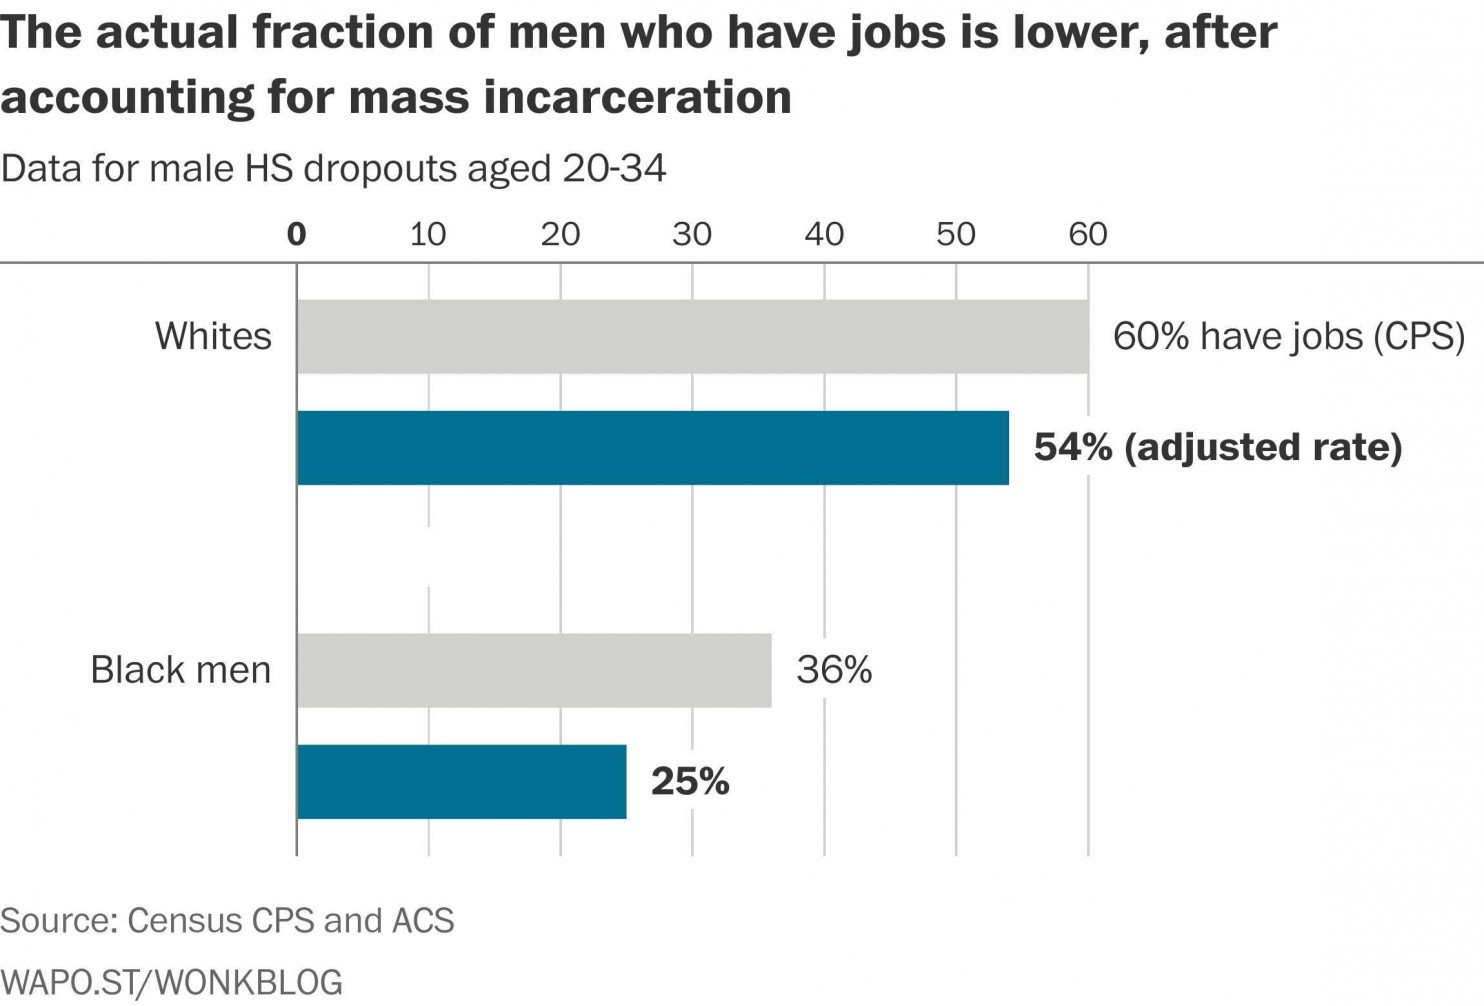 The actual fraction of men who have jobs is lower, after
accounting for mass incarceration
Data for male HS dropouts aged 20-34
0 10 20 30 40 50 60
Whites 60% have jobs (CPS)
54% (adjusted rate)
Black men 36%
25%
Source: Census CPS and ACS
WAPO.ST/WONKBLOG